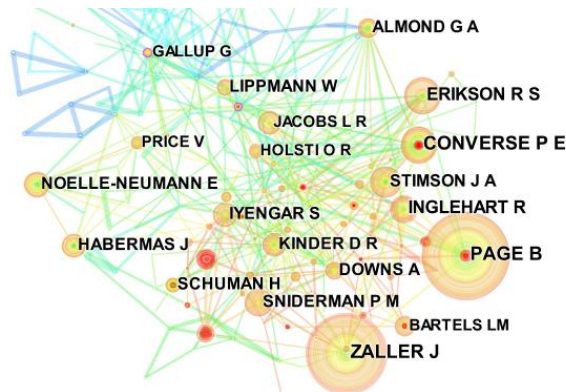 ALMOND G A
GALLUP G
LIPPMANN W
ERIKSON R S
JACOBS L R
PRICE V
HOLSTI O R
CONVERSE P E
NOELLE-NEUMANN E
STIMSON J A
IYENGAR S
INGLEHART R
HABERMAS J
KINDER D R
PAGE B
DOWNS A
SCHUMAN H
SNIDERMAN P M
BARTELS LM
ZALLER J